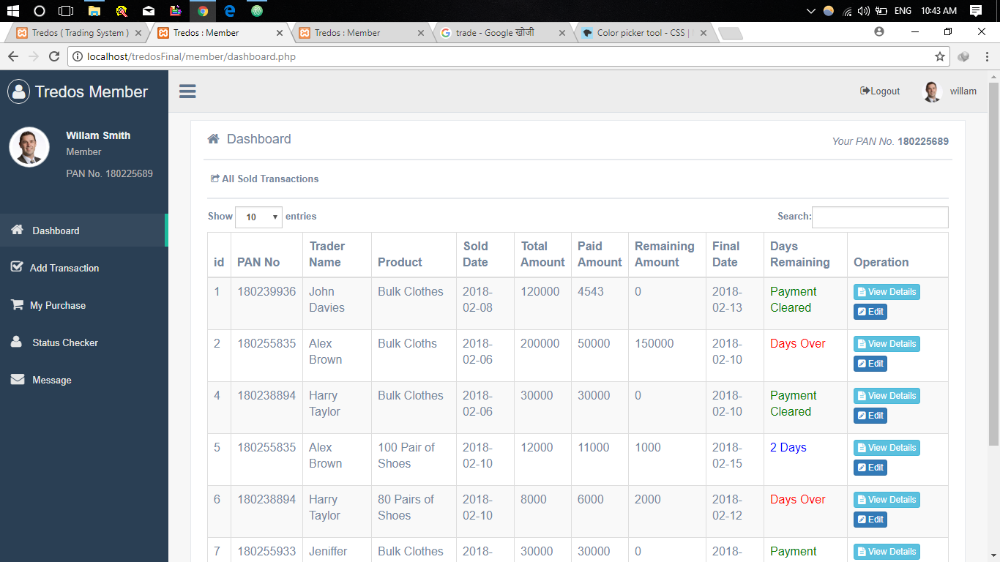 ENG 10:43 AM
Tredos ( Trading System )
Tredos : Member
Tredos : Member
trade - Google खोजी
Color picker tool - CSS |
localhost/tredosFinal/member/dashboard.php
Tredos Member
Logout
willam
Willam Smith
Member
PAN No. 180225689
Dashboard
Add Transaction
My Purchase
Status Checker
Message
Dashboard
Your PAN No. 180225689
All Sold Transactions
Show 10 entries
Search:
id PAN No Trader Name Product Sold Date Total Amount Paid Amount Remaining Amount Final Date Days Remaining Operation
1 180239936 John Davies Bulk Clothes 2018-02-08 120000 4543 0 2018-02-13 Payment Cleared View Details Edit
2 180255835 Alex Brown Bulk Cloths 2018-02-06 200000 50000 150000 2018-02-10 Days Over View Details Edit
4 180238894 Harry Taylor Bulk Clothes 2018-02-06 30000 30000 0 2018-02-10 Payment Cleared View Details Edit
5 180255835 Alex Brown 100 Pair of Shoes 2018-02-10 12000 11000 1000 2018-02-15 2 Days View Details Edit
6 180238894 Harry Taylor 80 Pairs of Shoes 2018-02-10 8000 6000 2000 2018-02-12 Days Over View Details Edit
7 180255933 Jeniffer Bulk Clothes 2018- 30000 30000 0 2018- Payment View Details